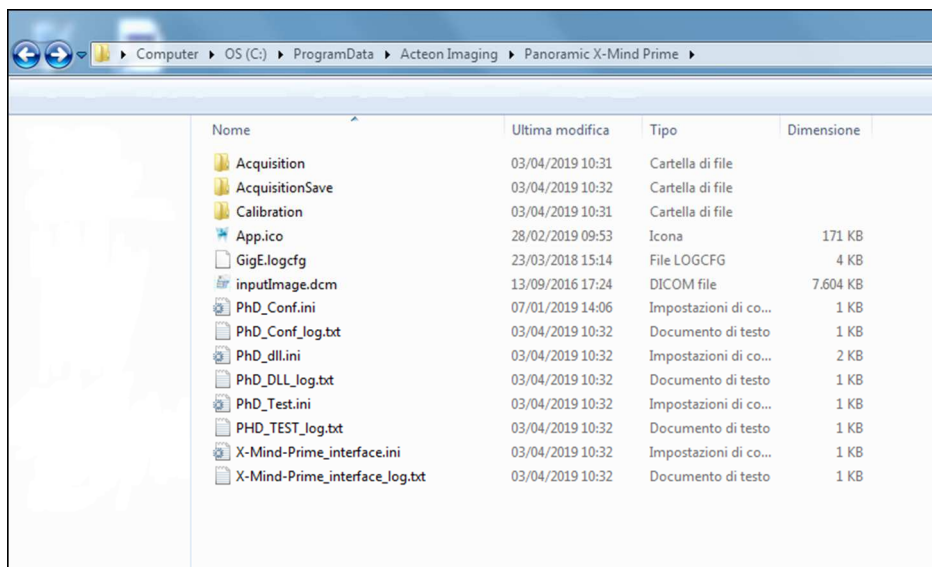 Computer ▸ OS (C:) ▸ ProgramData ▸ Acteon Imaging ▸ Panoramic X-Mind Prime ▸
Nome Ultima modifica Tipo Dimensione
Acquisition 03/04/2019 10:31 Cartella di file
AcquisitionSave 03/04/2019 10:32 Cartella di file
Calibration 03/04/2019 10:31 Cartella di file
App.ico 28/02/2019 09:53 Icona 171 KB
GigE.logcfg 23/03/2018 15:14 File LOGCFG 4 KB
inputImage.dcm 13/09/2016 17:24 DICOM file 7.604 KB
PhD_Conf.ini 07/01/2019 14:06 Impostazioni di co... 1 KB
PhD_Conf_log.txt 03/04/2019 10:32 Documento di testo 1 KB
PhD_dll.ini 03/04/2019 10:32 Impostazioni di co... 2 KB
PhD_DLL_log.txt 03/04/2019 10:32 Documento di testo 1 KB
PhD_Test.ini 03/04/2019 10:32 Impostazioni di co... 1 KB
PHD_TEST_log.txt 03/04/2019 10:32 Documento di testo 1 KB
X-Mind-Prime_interface.ini 03/04/2019 10:32 Impostazioni di co... 1 KB
X-Mind-Prime_interface_log.txt 03/04/2019 10:32 Documento di testo 1 KB